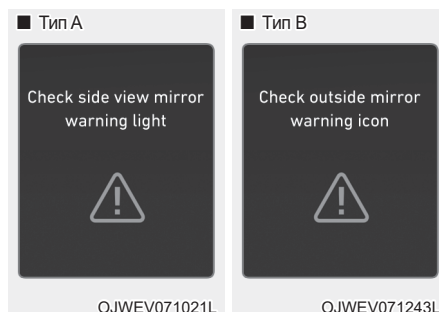 ■ Тип A
Check side view mirror
warning light
OJWEV071021L
■ Тип B
Check outside mirror
warning icon
OJWEV071243L